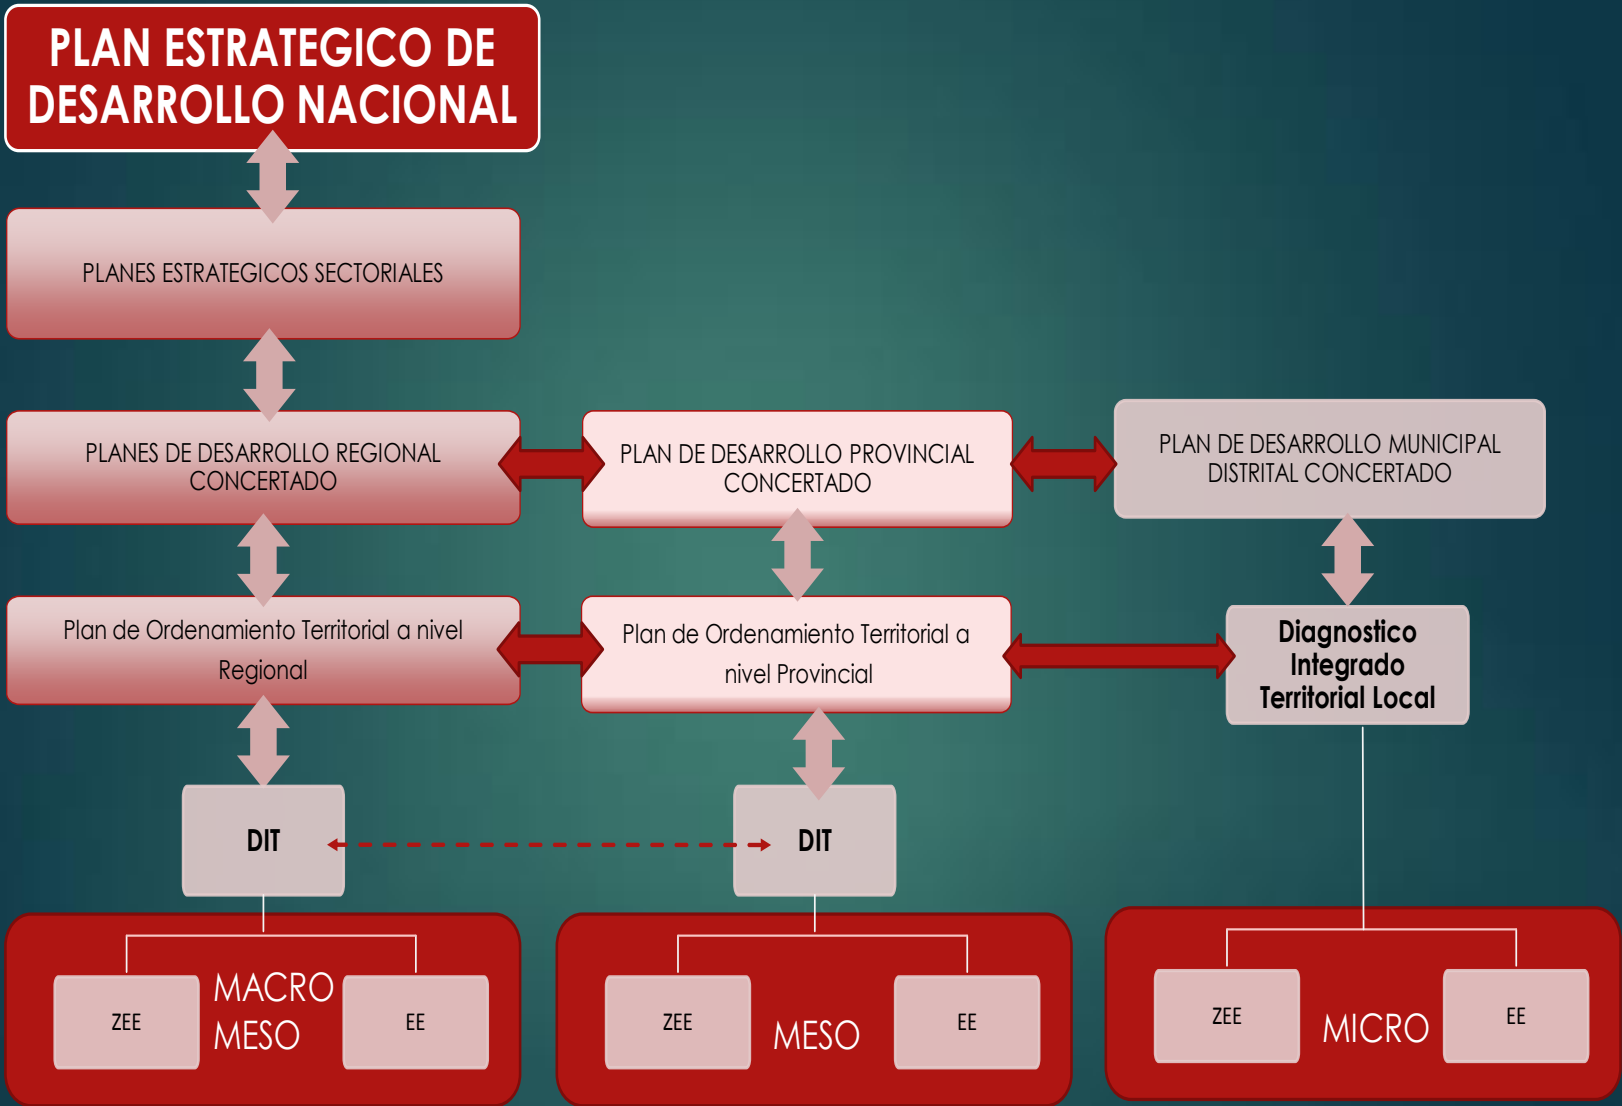 PLAN ESTRATEGICO DE
DESARROLLO NACIONAL
PLANES ESTRATEGICOS SECTORIALES
PLANES DE DESARROLLO REGIONAL
CONCERTADO
PLAN DE DESARROLLO PROVINCIAL
CONCERTADO
PLAN DE DESARROLLO MUNICIPAL
DISTRITAL CONCERTADO
Plan de Ordenamiento Territorial a nivel
Regional
Plan de Ordenamiento Territorial a
nivel Provincial
Diagnostico
Integrado
Territorial Local
DIT
DIT
ZEE
MACRO
MESO
EE
ZEE
MESO
EE
ZEE
MICRO
EE